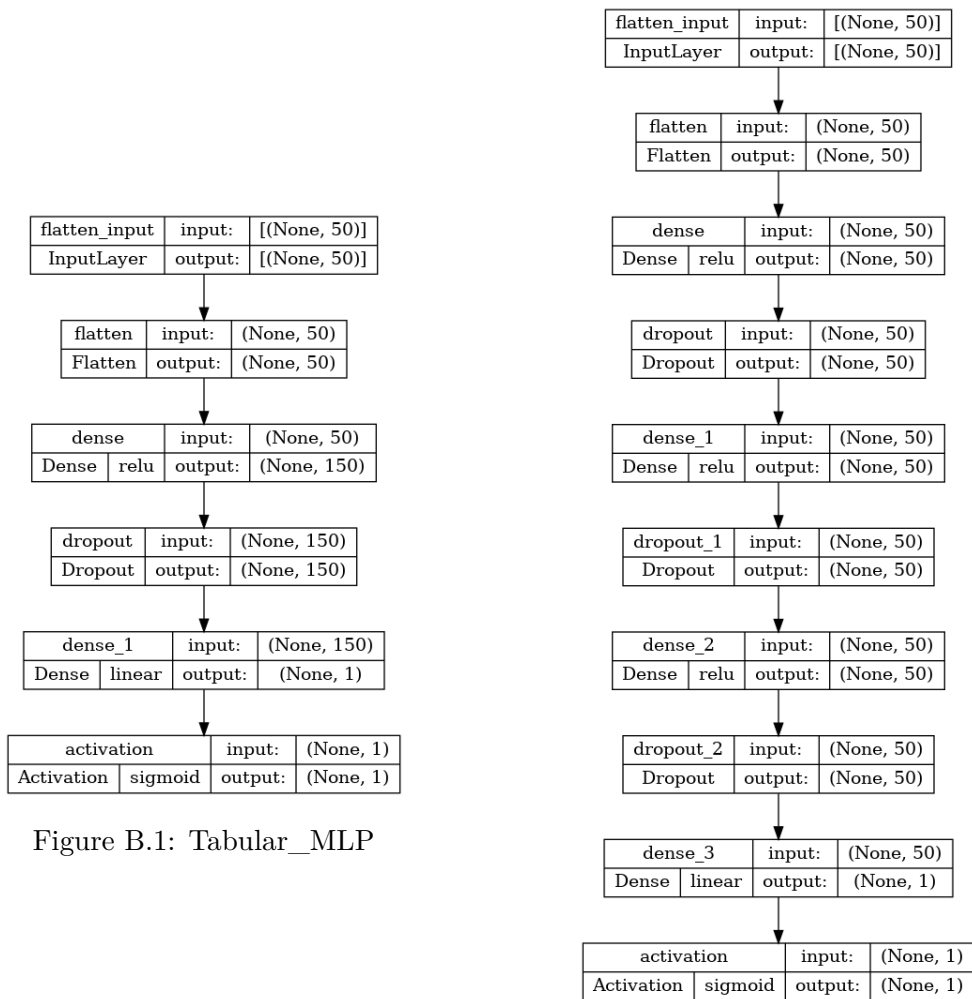 flatten_input input: [(None, 50)]
InputLayer output: [(None, 50)]
flatten input: (None, 50)
Flatten output: (None, 50)
dense input: (None, 50)
Dense relu output: (None, 150)
dropout input: (None, 150)
Dropout output: (None, 150)
dense_1 input: (None, 150)
Dense linear output: (None, 1)
activation input: (None, 1)
Activation sigmoid output: (None, 1)
Figure B.1: Tabular_MLP
flatten_input input: [(None, 50)]
InputLayer output: [(None, 50)]
flatten input: (None, 50)
Flatten output: (None, 50)
dense input: (None, 50)
Dense relu output: (None, 50)
dropout input: (None, 50)
Dropout output: (None, 50)
dense_1 input: (None, 50)
Dense relu output: (None, 50)
dropout_1 input: (None, 50)
Dropout output: (None, 50)
dense_2 input: (None, 50)
Dense relu output: (None, 50)
dropout_2 input: (None, 50)
Dropout output: (None, 50)
dense_3 input: (None, 50)
Dense linear output: (None, 1)
activation input: (None, 1)
Activation sigmoid output: (None, 1)